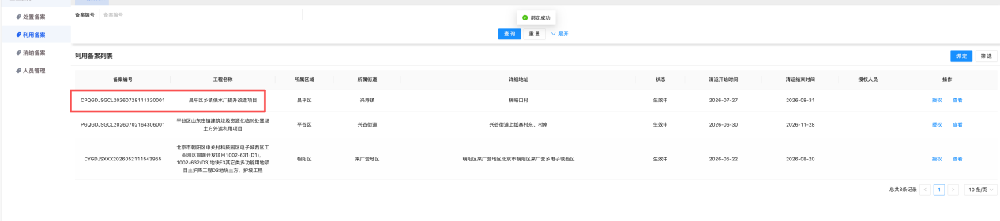 处置备案
利用备案
消纳备案
人员管理
备案编号: 备案编号
绑定成功
查 询 重 置 展开
利用备案列表
绑 定 筛 选
备案编号 工程名称 所属区域 所属街道 详细地址 状态 清运开始时间 清运结束时间 授权人员 操作
CPQGDJSGCL20260728111320001 昌平区乡镇供水厂提升改造项目 昌平区 兴寿镇 桃峪口村 生效中 2026-07-27 2026-08-31 授权 查看
PGQGDJSGCL20260702164306001 平谷区山东庄镇建筑垃圾资源化临时处置场
土方外运利用项目 平谷区 兴谷街道 兴谷街道上纸寨村东、村南 生效中 2026-06-30 2026-11-28 授权 查看
CYGDJSXXX2026052111543955 北京市朝阳区中关村科技园区电子城西区工
业园区前期开发项目1002-631(D1)、
1002-632(D3)地块F3其它类多功能用地项
目土护降工程D3地块土方、护坡工程 朝阳区 来广营地区 朝阳区来广营地区北京市朝阳区来广营乡电子城西区 生效中 2026-05-22 2026-08-20 授权 查看
总共3条记录 < 1 > 10 条/页